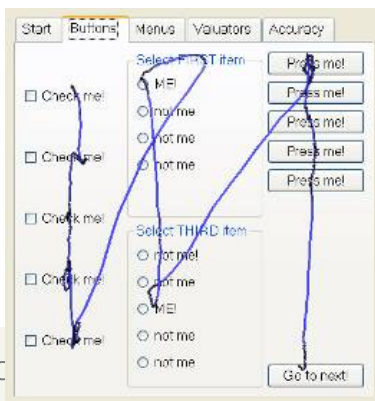 Start Buttons Menus Valuators Accuracy
Check me!
Check me!
Check me!
Check me!
Check me!
Select FIRST item
ME!
not me
not me
not me
Select THIRD item
not me!
not me
ME!
not me
not me
Press me!
Press me!
Press me!
Press me!
Press me!
Go to next!